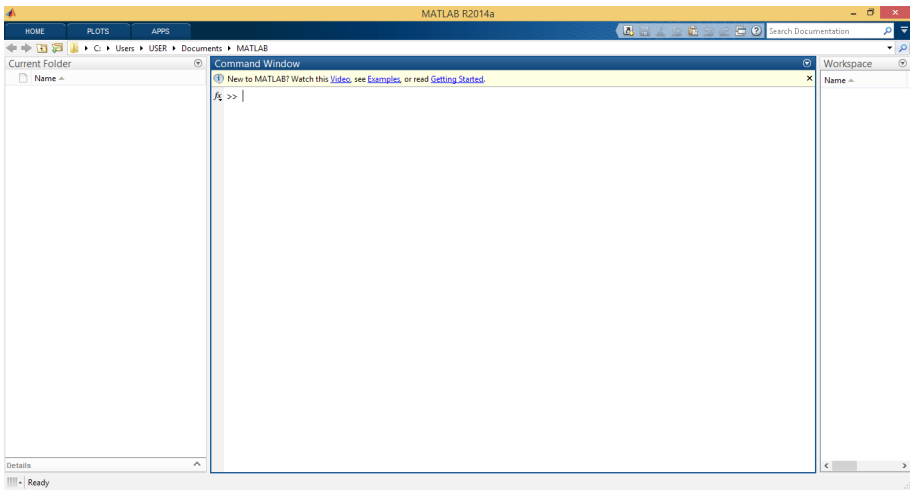 MATLAB R2014a
HOME PLOTS APPS Search Documentation
C: Users USER Documents MATLAB
Current Folder
Name
Command Window
New to MATLAB? Watch this Video, see Examples, or read Getting Started.
fx >>
Workspace
Name
Details
Ready